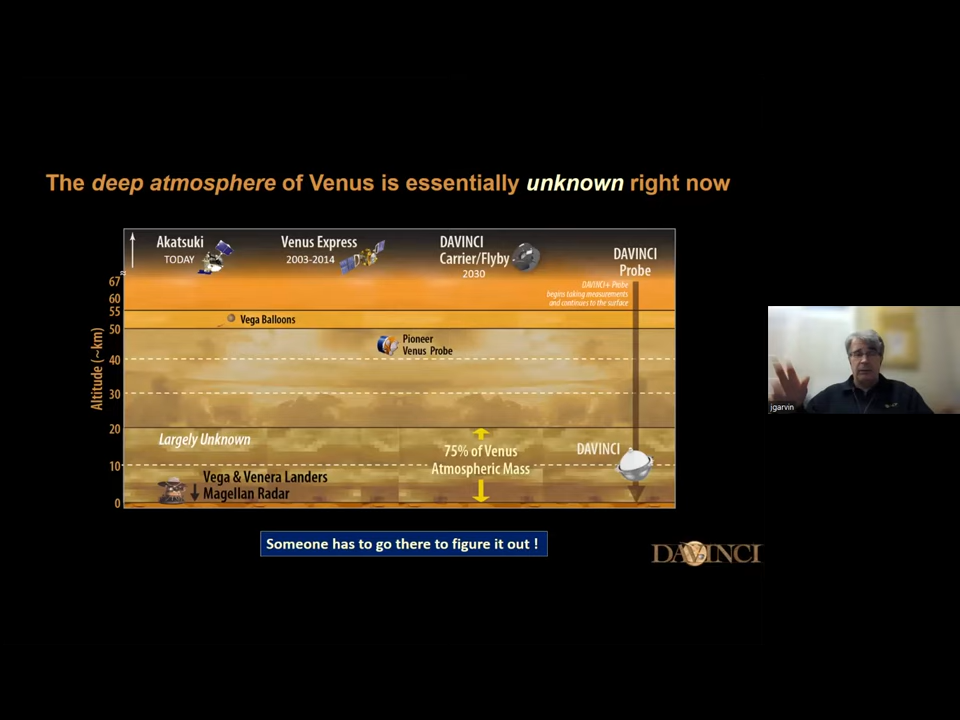 The deep atmosphere of Venus is essentially unknown right now
Akatsuki
TODAY
Venus Express
2003-2014
DAVINCI
Carrier/Flyby
2030
DAVINCI
Probe
DAVINCI+ Probe
begins taking measurements
and continues to the surface
Altitude (~km)
≈
67
60
55
50
40
30
20
10
0
Vega Balloons
Pioneer
Venus Probe
Largely Unknown
75% of Venus
Atmospheric Mass
DAVINCI
Vega & Venera Landers
Magellan Radar
Someone has to go there to figure it out !
DAVINCI
jgarvin